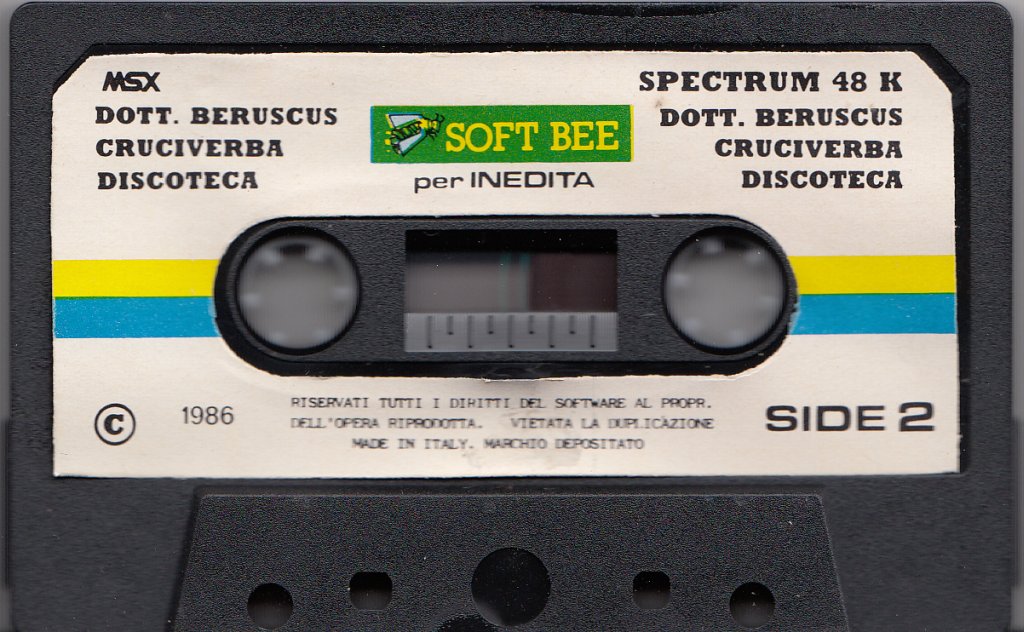 MSX
DOTT. BERUSCUS
CRUCIVERBA
DISCOTECA
SOFT BEE
per INEDITA
SPECTRUM 48 K
DOTT. BERUSCUS
CRUCIVERBA
DISCOTECA
© 1986
RISERVATI TUTTI I DIRITTI DEL SOFTWARE AL PROPR.
DELL'OPERA RIPRODOTTA. VIETATA LA DUPLICAZIONE
MADE IN ITALY. MARCHIO DEPOSITATO
SIDE 2